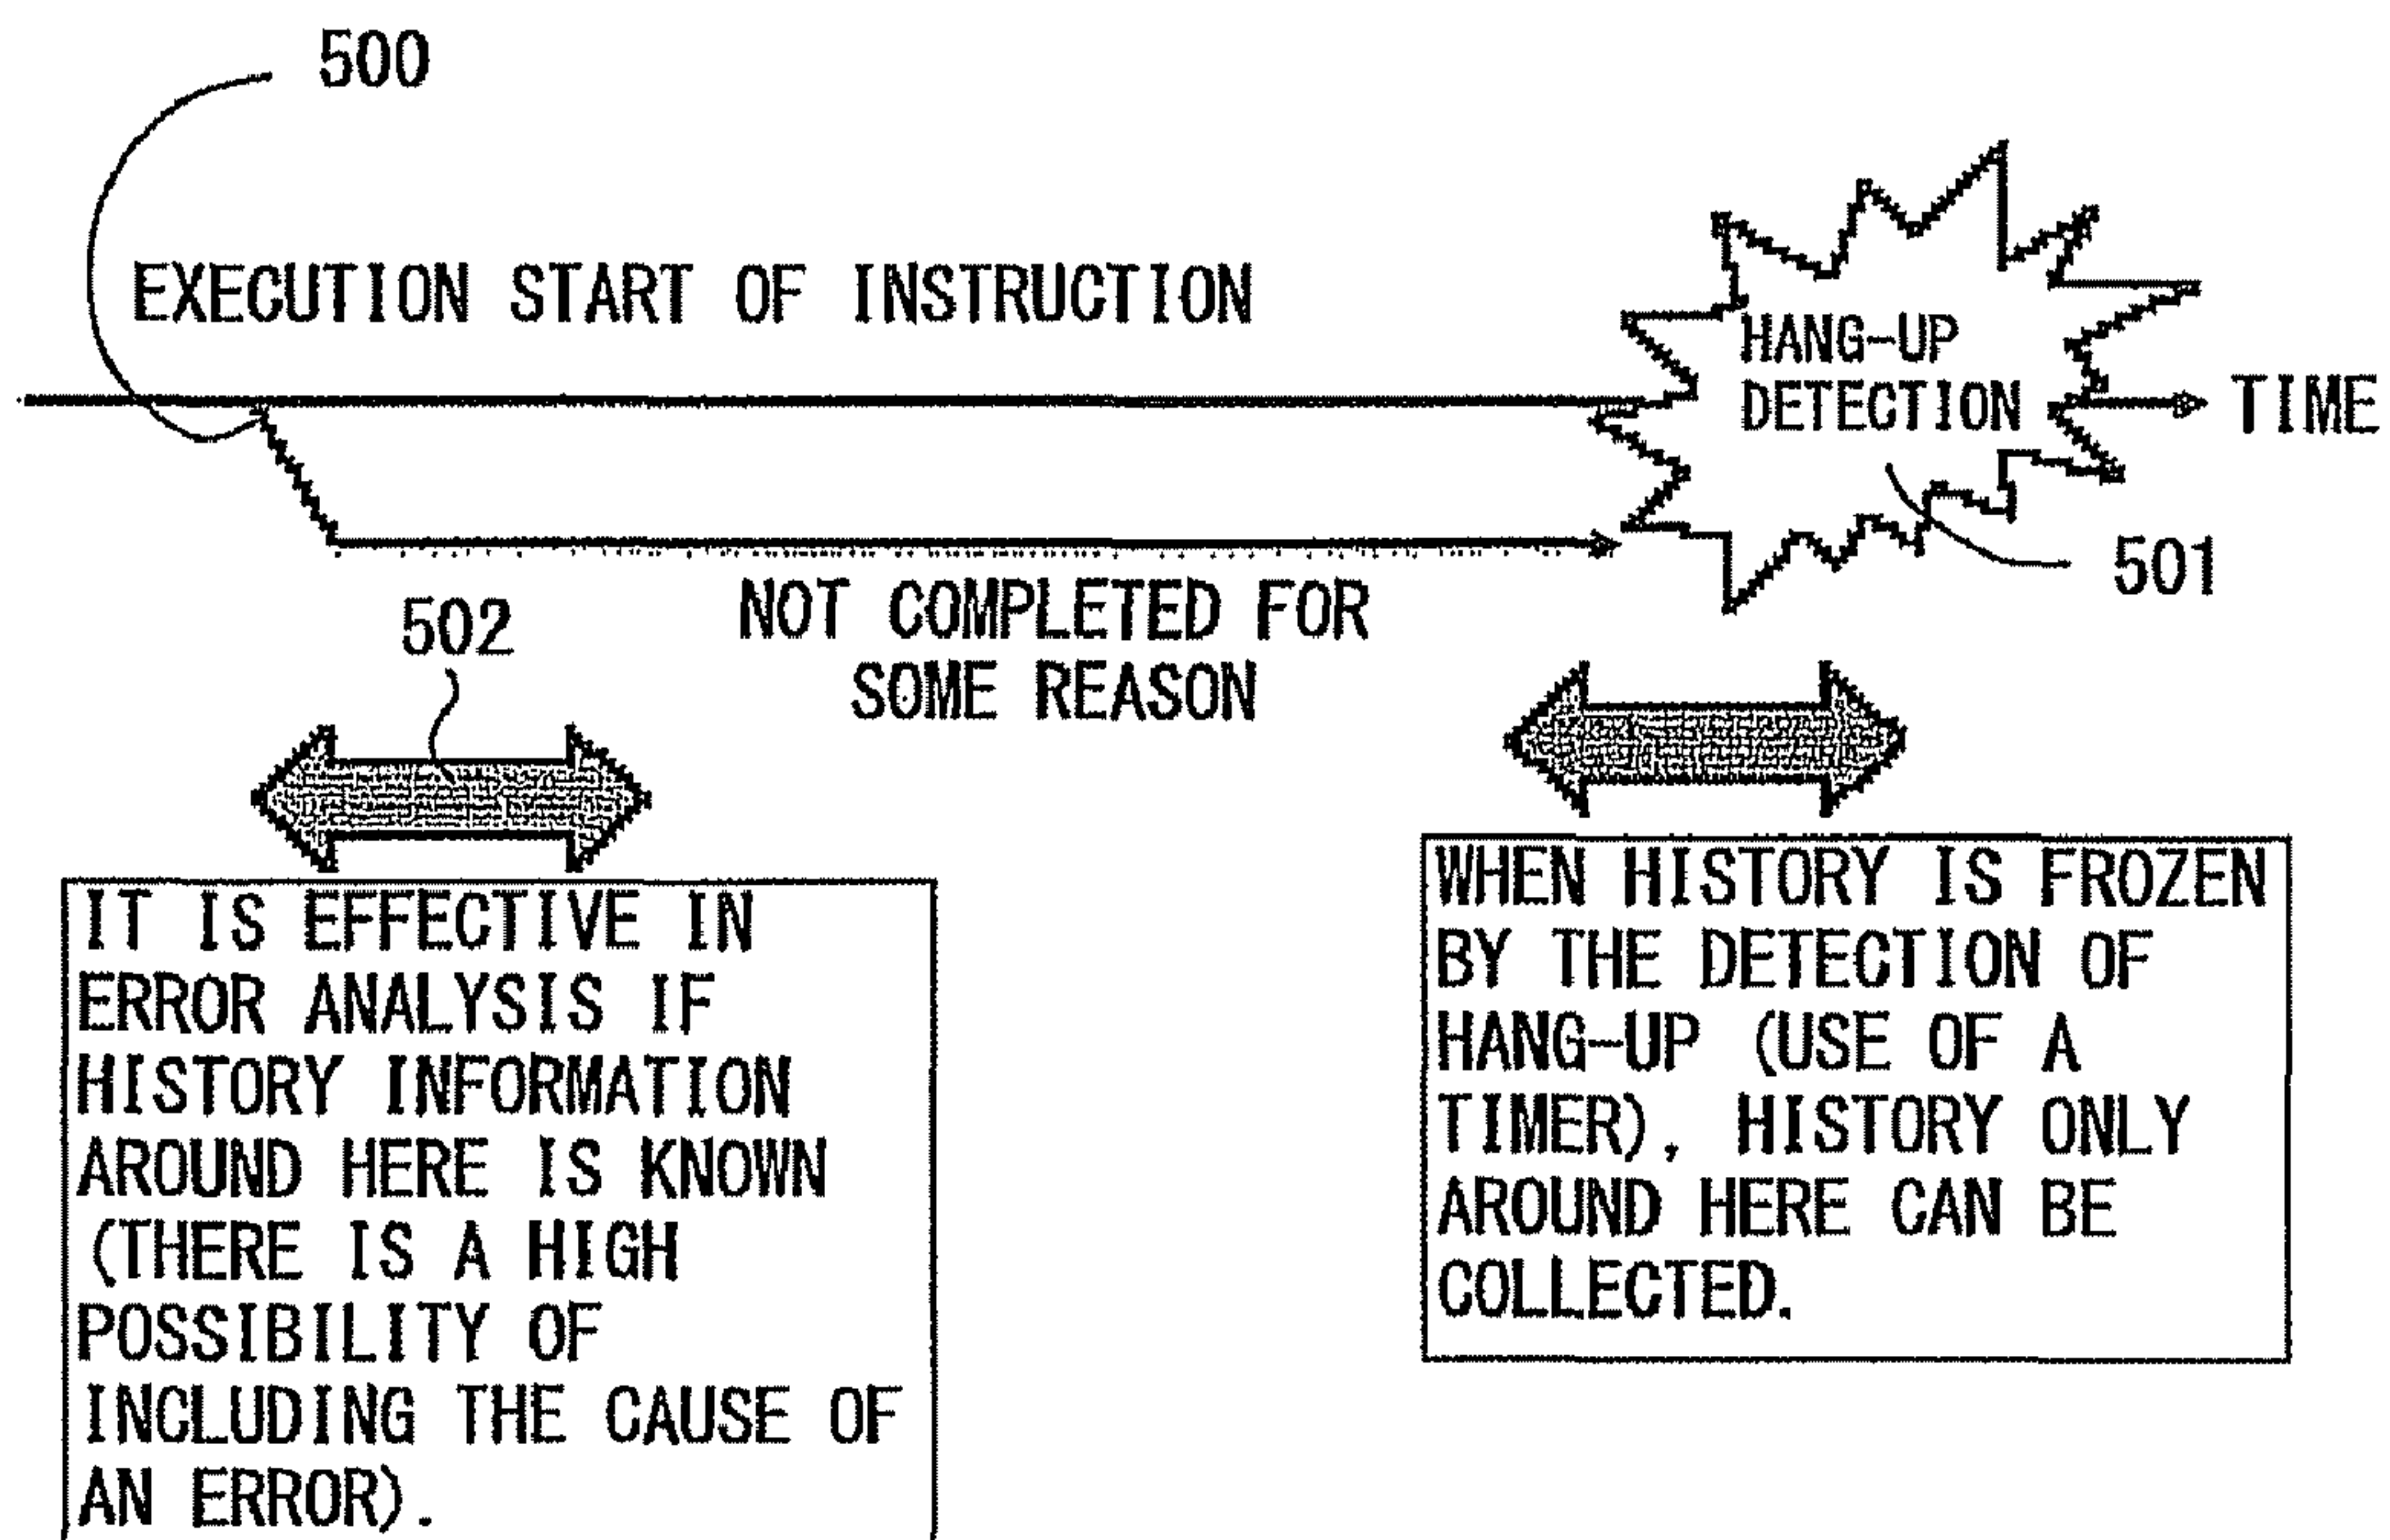 500
EXECUTION START OF INSTRUCTION
HANG-UP
DETECTION
TIME
501
NOT COMPLETED FOR
SOME REASON
502
IT IS EFFECTIVE IN
ERROR ANALYSIS IF
HISTORY INFORMATION
AROUND HERE IS KNOWN
(THERE IS A HIGH
POSSIBILITY OF
INCLUDING THE CAUSE OF
AN ERROR).
WHEN HISTORY IS FROZEN
BY THE DETECTION OF
HANG-UP (USE OF A
TIMER), HISTORY ONLY
AROUND HERE CAN BE
COLLECTED.